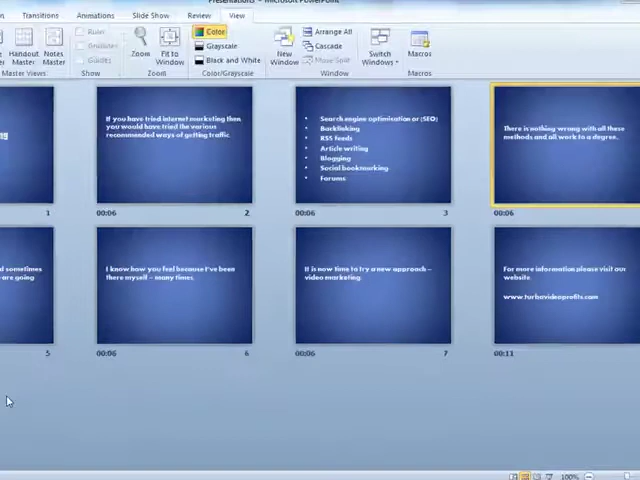 Presentation1 - Microsoft PowerPoint
Transitions Animations Slide Show Review View
Ruler
Gridlines
Guides
Handout Master
Notes Master
Zoom
Fit to Window
Color
Grayscale
Black and White
New Window
Arrange All
Cascade
Move Split
Switch Windows
Macros
Master Views Show Zoom Color/Grayscale Window Macros
If you have tried internet marketing then
you would have tried the various
recommended ways of getting traffic.
• Search engine optimisation or (SEO)
• Backlinking
• RSS feeds
• Article writing
• Blogging
• Social bookmarking
• Forums
There is nothing wrong with all these
methods and all work to a degree.
1 00:06 2 00:06 3 00:06
sometimes
are going
I know how you feel because I've been
there myself – many times.
It is now time to try a new approach –
video marketing.
For more information please visit our
website
5 00:06 6 00:06 7 00:11
100%